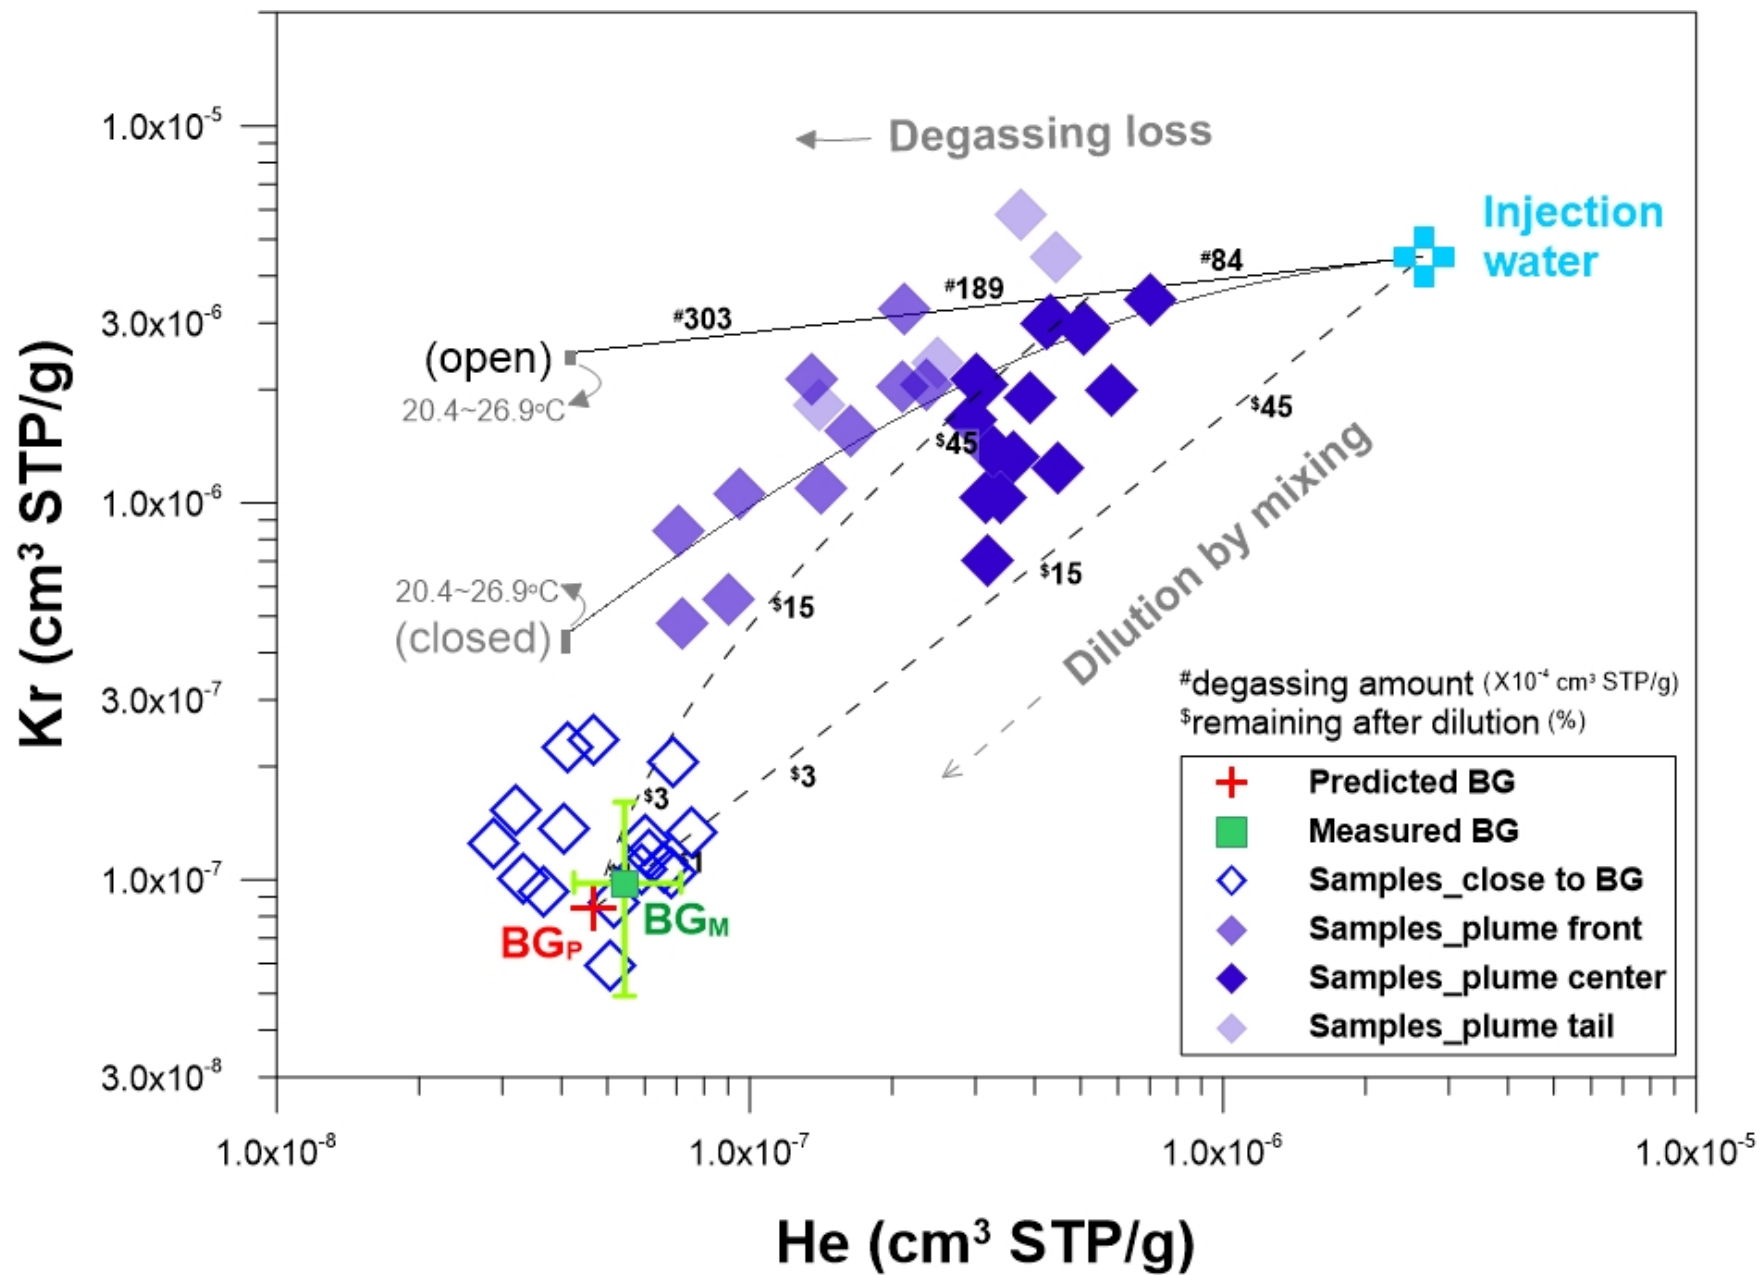 1.0x10⁻⁵
Degassing loss
Injection
water
#84
#189
#303
3.0x10⁻⁶
(open)
20.4~26.9°C
$45
$45
1.0x10⁻⁶
Dilution by mixing
$15
20.4~26.9°C
$15
(closed)
3.0x10⁻⁷
#degassing amount (X10⁻⁴ cm³ STP/g)
$remaining after dilution (%)
$3
$3
Predicted BG
Measured BG
Samples_close to BG
Samples_plume front
Samples_plume center
Samples_plume tail
1.0x10⁻⁷
BGM
BGP
3.0x10⁻⁸
Kr (cm³ STP/g)
1.0x10⁻⁸
1.0x10⁻⁷
1.0x10⁻⁶
1.0x10⁻⁵
He (cm³ STP/g)